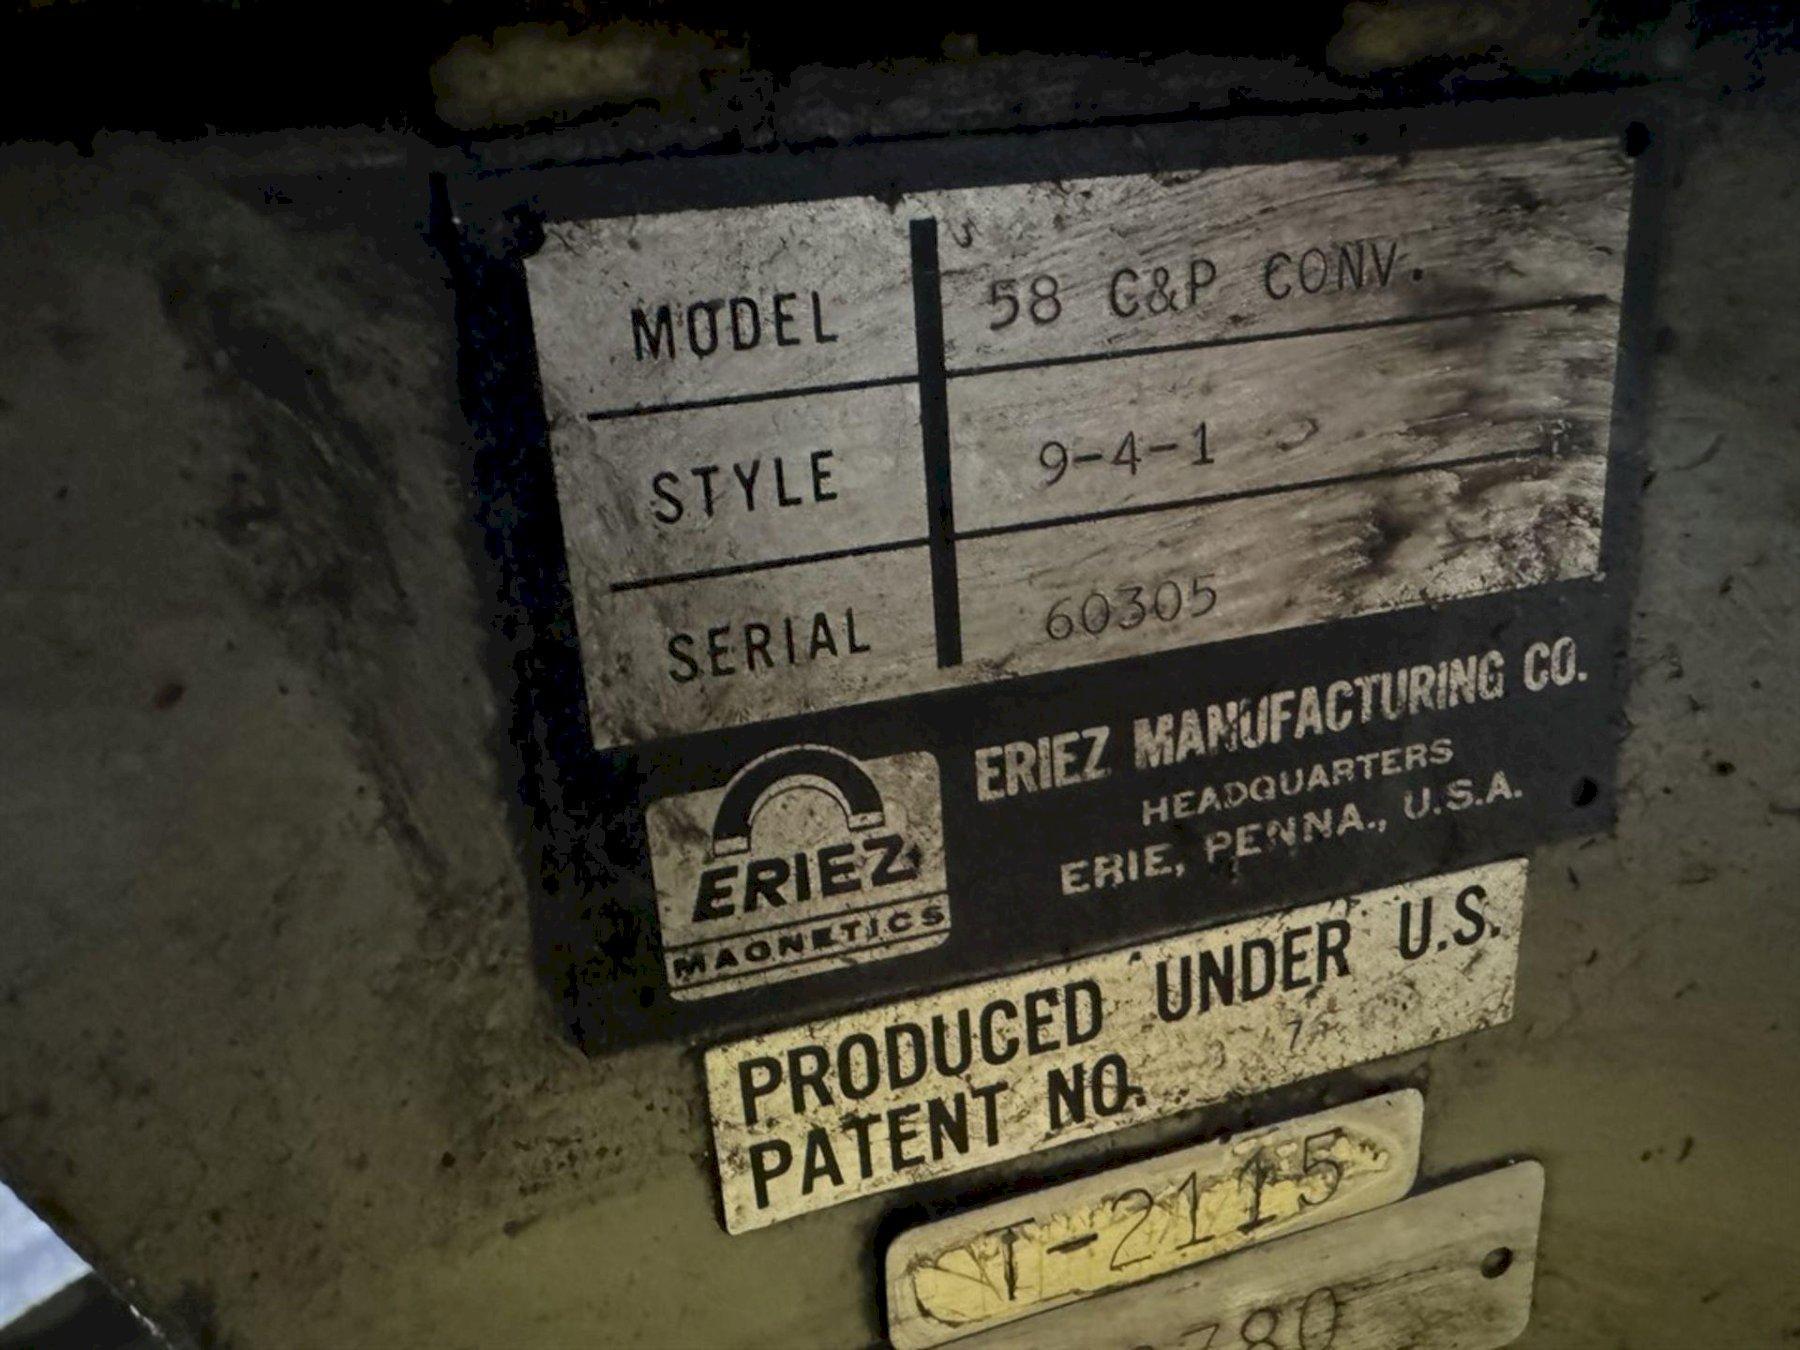 MODEL 58 C&P CONV.
STYLE 9-4-1
SERIAL 60305
ERIEZ MANUFACTURING CO.
HEADQUARTERS
ERIE, PENNA., U.S.A.
ERIEZ
MAGNETICS
PRODUCED UNDER U.S.
PATENT NO.
T-2115
780